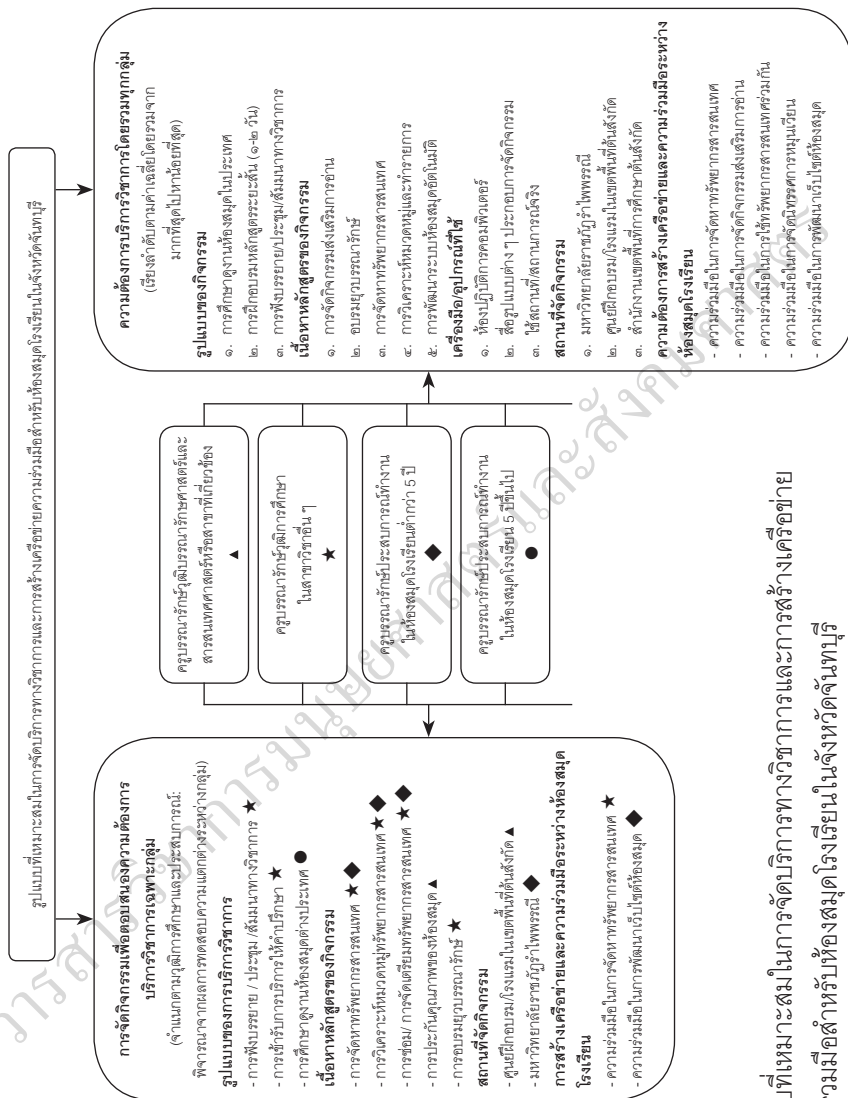 รูปแบบที่เหมาะสมในการจัดบริการทางวิชาการและการสร้างเครือข่ายความร่วมมือสำหรับห้องสมุดโรงเรียนในจังหวัดจันทบุรี
การจัดกิจกรรมเพื่อตอบสนองความต้องการ
บริการวิชาการเฉพาะกลุ่ม
(จำแนกตามวุฒิการศึกษาและประสบการณ์:
พิจารณาจากผลการทดสอบความแตกต่างระหว่างกลุ่ม)
รูปแบบของการบริการวิชาการ
- การฟังบรรยาย / ประชุม /สัมมนาทางวิชาการ ★
- การเข้ารับการบริการให้คำปรึกษา ★
- การศึกษาดูงานห้องสมุดต่างประเทศ ●
เนื้อหาหลักสูตรของกิจกรรม
- การจัดหาทรัพยากรสารสนเทศ ★ ◆
- การวิเคราะห์หมวดหมู่ทรัพยากรสารสนเทศ ★ ◆
- การซ่อม/ การจัดเตรียมทรัพยากรสารสนเทศ ★ ◆
- การประกันคุณภาพของห้องสมุด ▲
- การอบรมยุวบรรณารักษ์ ★
สถานที่จัดกิจกรรม
- ศูนย์ฝึกอบรม/โรงแรมในเขตพื้นที่ต้นสังกัด ▲
- มหาวิทยาลัยราชภัฏรำไพพรรณี ◆
การสร้างเครือข่ายและความร่วมมือระหว่างห้องสมุด
โรงเรียน
- ความร่วมมือในการจัดหาทรัพยากรสารสนเทศ ★
- ความร่วมมือในการพัฒนาเว็บไซต์ห้องสมุด ◆
ครูบรรณารักษ์วุฒิบรรณารักษศาสตร์และ
สารสนเทศศาสตร์หรือสาขาที่เกี่ยวข้อง
▲
ครูบรรณารักษ์วุฒิการศึกษา
ในสาขาวิชาอื่น ๆ
★
ครูบรรณารักษ์ประสบการณ์ทำงาน
ในห้องสมุดโรงเรียนต่ำกว่า 5 ปี
◆
ครูบรรณารักษ์ประสบการณ์ทำงาน
ในห้องสมุดโรงเรียน 5 ปีขึ้นไป
●
ความต้องการบริการวิชาการโดยรวมทุกกลุ่ม
(เรียงลำดับตามค่าเฉลี่ยโดยรวมจาก
มากที่สุดไปหาน้อยที่สุด)
รูปแบบของกิจกรรม
๑. การศึกษาดูงานห้องสมุดในประเทศ
๒. การฝึกอบรมหลักสูตรระยะสั้น (๑-๒ วัน)
๓. การฟังบรรยาย/ประชุม/สัมมนาทางวิชาการ
เนื้อหาหลักสูตรของกิจกรรม
๑. การจัดกิจกรรมส่งเสริมการอ่าน
๒. อบรมยุวบรรณารักษ์
๓. การจัดหาทรัพยากรสารสนเทศ
๔. การวิเคราะห์หมวดหมู่และทำรายการ
๕. การพัฒนาระบบห้องสมุดอัตโนมัติ
เครื่องมือ/อุปกรณ์ที่ใช้
๑. ห้องปฏิบัติการคอมพิวเตอร์
๒. สื่อรูปแบบต่าง ๆ ประกอบการจัดกิจกรรม
๓. ใช้สถานที่/สถานการณ์จริง
สถานที่จัดกิจกรรม
๑. มหาวิทยาลัยราชภัฏรำไพพรรณี
๒. ศูนย์ฝึกอบรม/โรงแรมในเขตพื้นที่ต้นสังกัด
๓. สำนักงานเขตพื้นที่การศึกษาต้นสังกัด
ความต้องการสร้างเครือข่ายและความร่วมมือระหว่าง
ห้องสมุดโรงเรียน
- ความร่วมมือในการจัดหาทรัพยากรสารสนเทศ
- ความร่วมมือในการจัดกิจกรรมส่งเสริมการอ่าน
- ความร่วมมือในการใช้ทรัพยากรสารสนเทศร่วมกัน
- ความร่วมมือในการจัดนิทรรศการหมุนเวียน
- ความร่วมมือในการพัฒนาเว็บไซต์ห้องสมุด
ที่เหมาะสมในการจัดบริการทางวิชาการและการสร้างเครือข่าย
ร่วมมือสำหรับห้องสมุดโรงเรียนในจังหวัดจันทบุรี
วารสารวิชาการมนุษยศาสตร์และสังคมศาสตร์